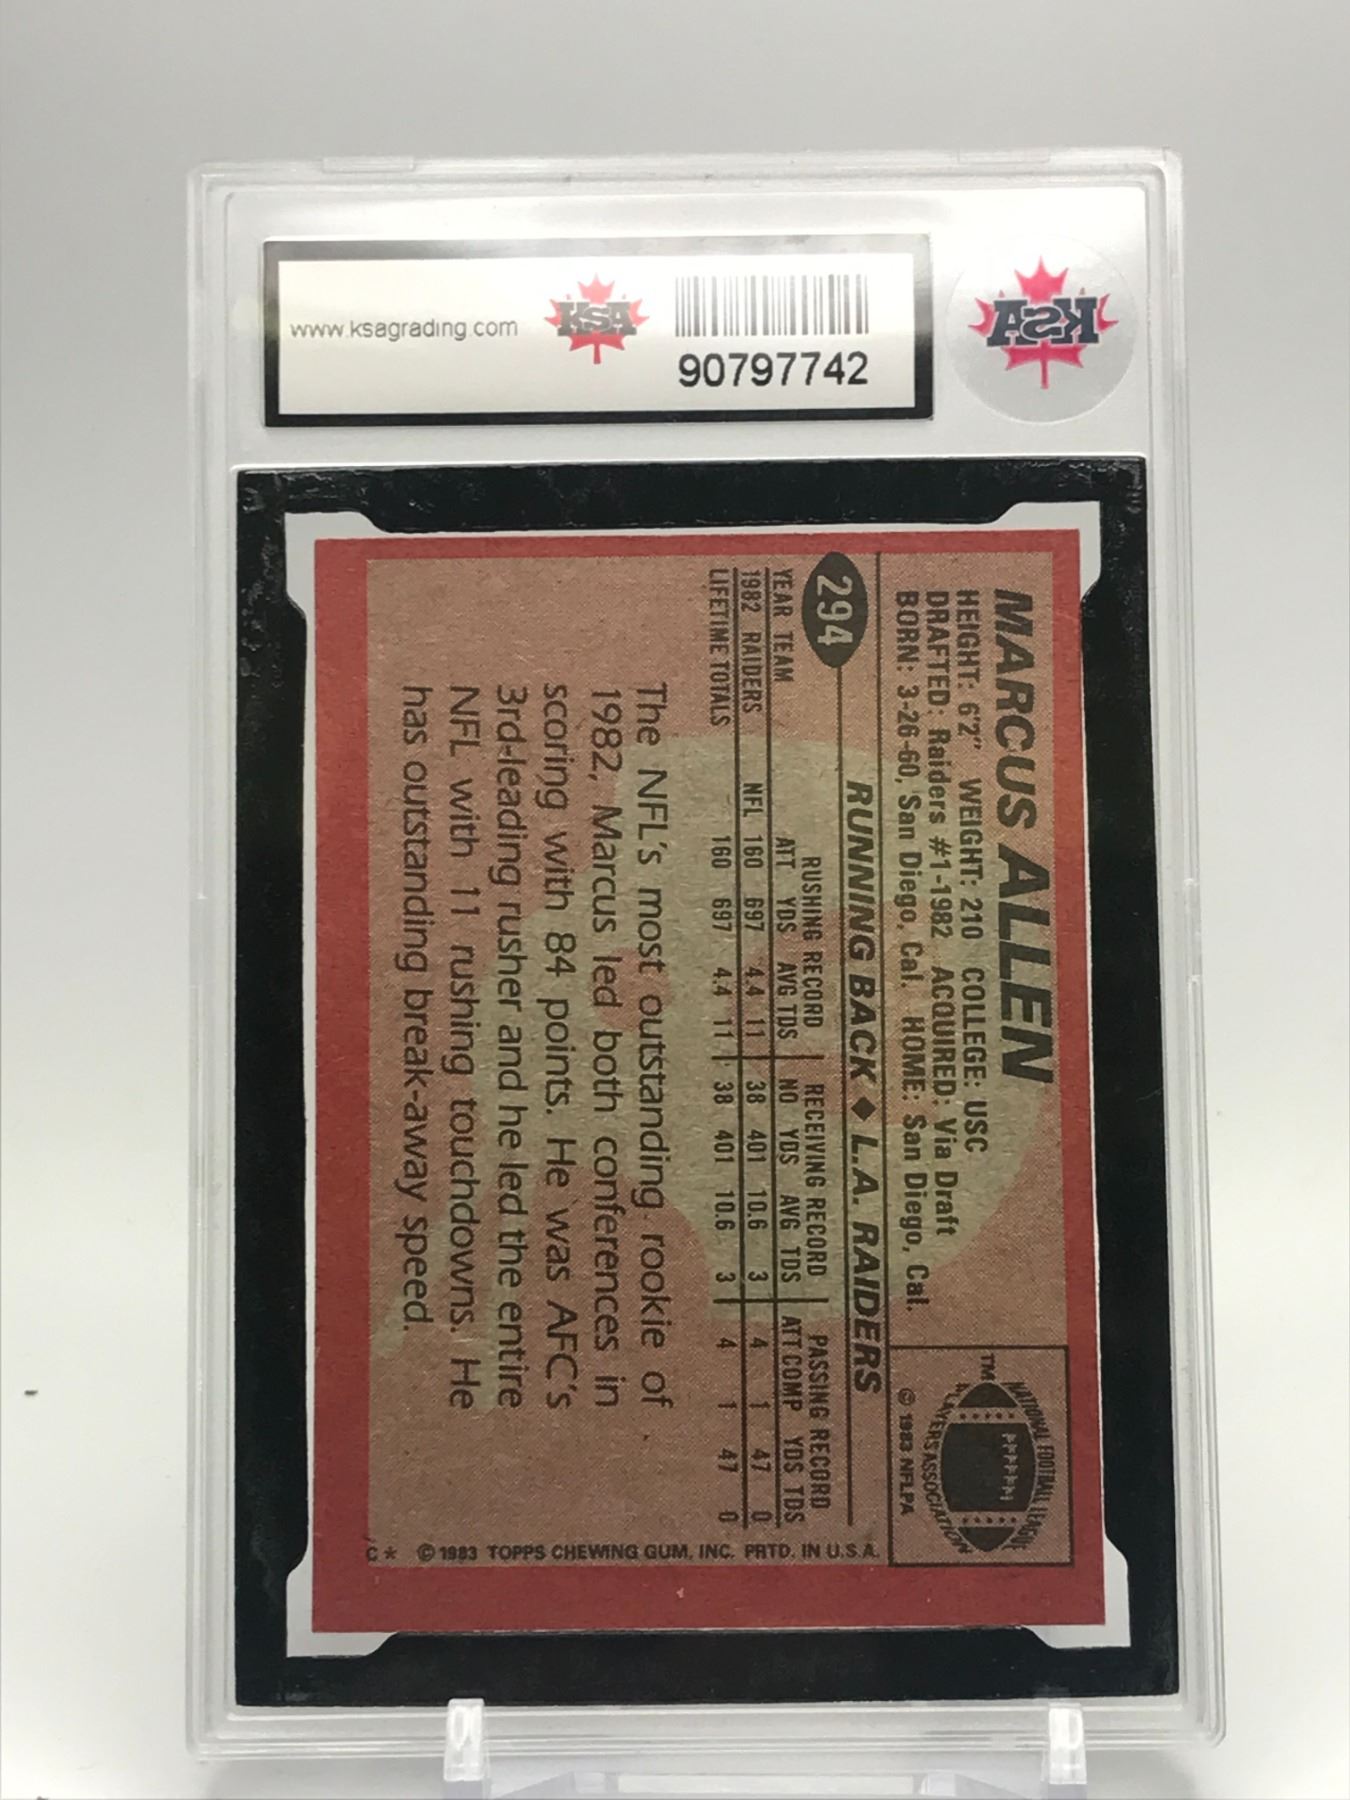 www.ksagrading.com
KSA
90797742
KSA
MARCUS ALLEN
HEIGHT: 6'2" WEIGHT: 210 COLLEGE: USC
DRAFTED: Raiders #1-1982 ACQUIRED: Via Draft
BORN: 3-26-60, San Diego, Cal. HOME: San Diego, Cal.
NATIONAL FOOTBALL LEAGUE
PLAYERS ASSOCIATION
TM
© 1983 NFLPA
294
RUNNING BACK ◆ L.A. RAIDERS
RUSHING RECORD RECEIVING RECORD PASSING RECORD
YEAR TEAM ATT YDS AVG TDS NO YDS AVG TDS ATT COMP YDS TDS
1982 RAIDERS NFL 160 697 4.4 11 38 401 10.6 3 4 1 47 0
LIFETIME TOTALS 160 697 4.4 11 38 401 10.6 3 4 1 47 0
The NFL's most outstanding rookie of
1982, Marcus led both conferences in
scoring with 84 points. He was AFC's
3rd-leading rusher and he led the entire
NFL with 11 rushing touchdowns. He
has outstanding break-away speed.
C* © 1983 TOPPS CHEWING GUM, INC. PRTD. IN U.S.A.